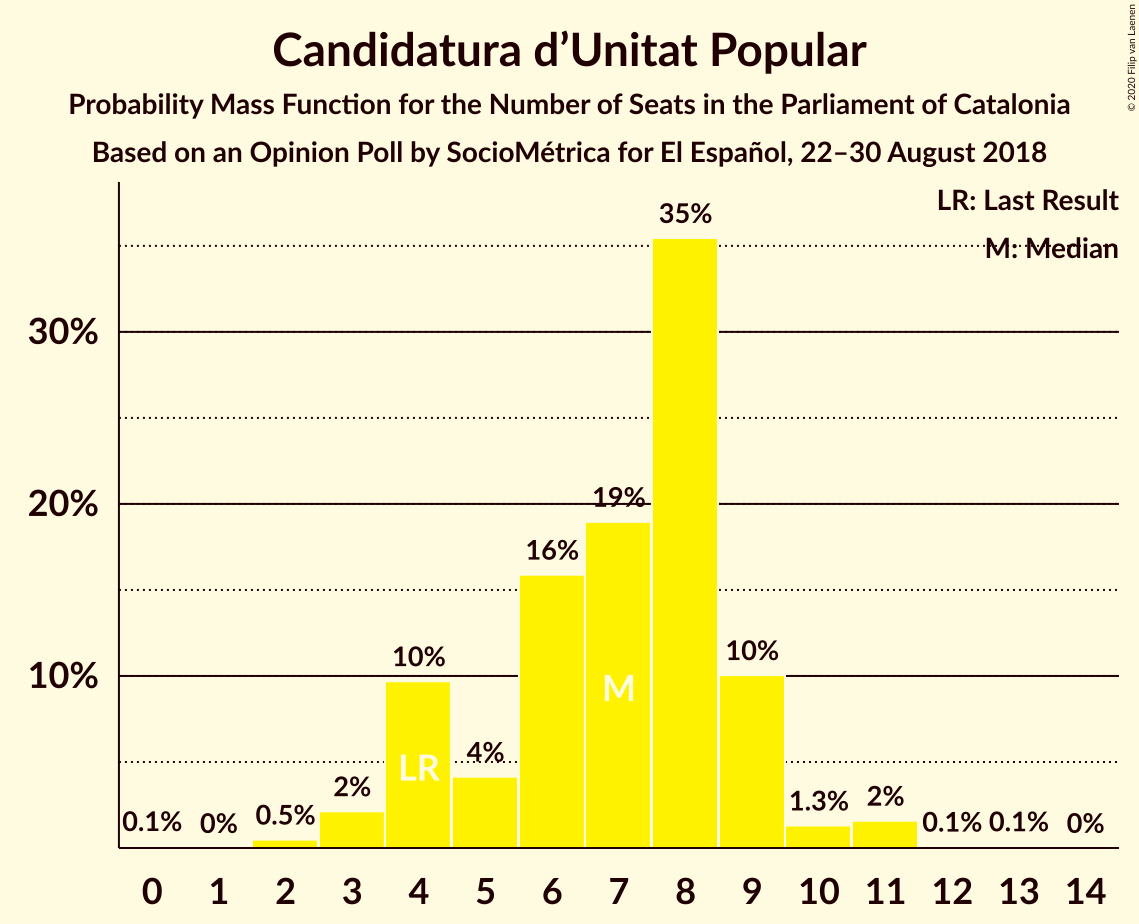 Candidatura d’Unitat Popular
Probability Mass Function for the Number of Seats in the Parliament of Catalonia
Based on an Opinion Poll by SocioMétrica for El Español, 22–30 August 2018
© 2020 Filip van Laenen
LR: Last Result
M: Median
30%
20%
10%
0.1%
0%
0.5%
2%
10%
4%
16%
19%
35%
10%
1.3%
2%
0.1%
0.1%
0%
LR
M
0 1 2 3 4 5 6 7 8 9 10 11 12 13 14